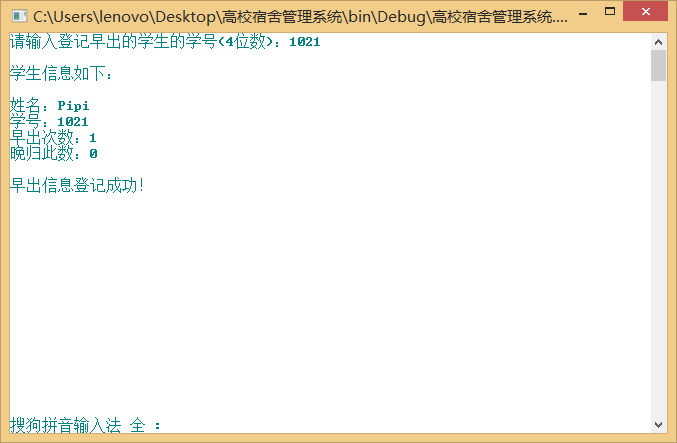 C:\Users\lenovo\Desktop\高校宿舍管理系统\bin\Debug\高校宿舍管理系统....
请输入登记早出的学生的学号(4位数)：1021
学生信息如下：
姓名：Pipi
学号：1021
早出次数：1
晚归此数：0
早出信息登记成功！
搜狗拼音输入法 全 ：